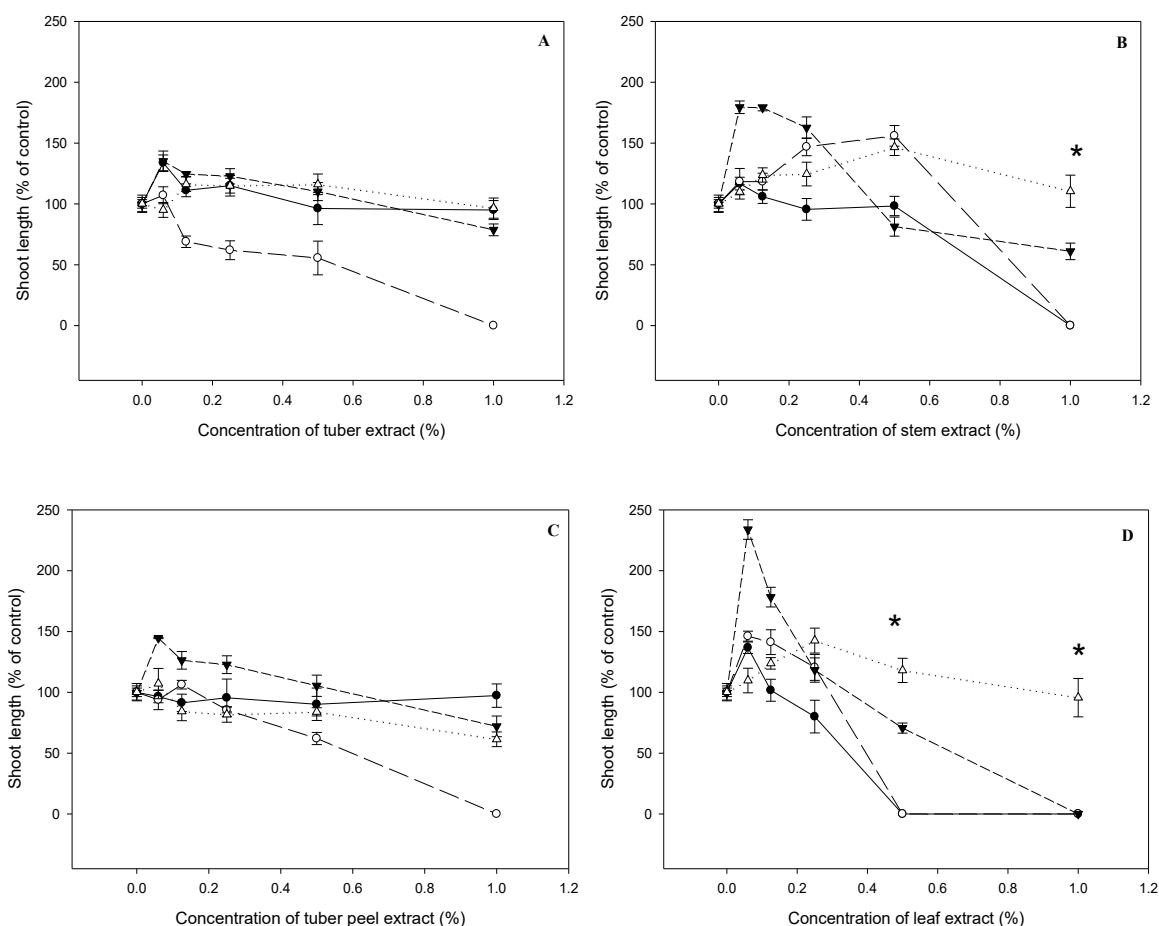 A
250
200
150
100
50
0
Shoot length (% of control)
0.0 0.2 0.4 0.6 0.8 1.0 1.2
Concentration of tuber extract (%)
B
250
200
150
*
100
50
0
Shoot length (% of control)
0.0 0.2 0.4 0.6 0.8 1.0 1.2
Concentration of stem extract (%)
C
250
200
150
100
50
0
Shoot length (% of control)
0.0 0.2 0.4 0.6 0.8 1.0 1.2
Concentration of tuber peel extract (%)
D
250
200
150
* *
100
50
0
Shoot length (% of control)
0.0 0.2 0.4 0.6 0.8 1.0 1.2
Concentration of leaf extract (%)